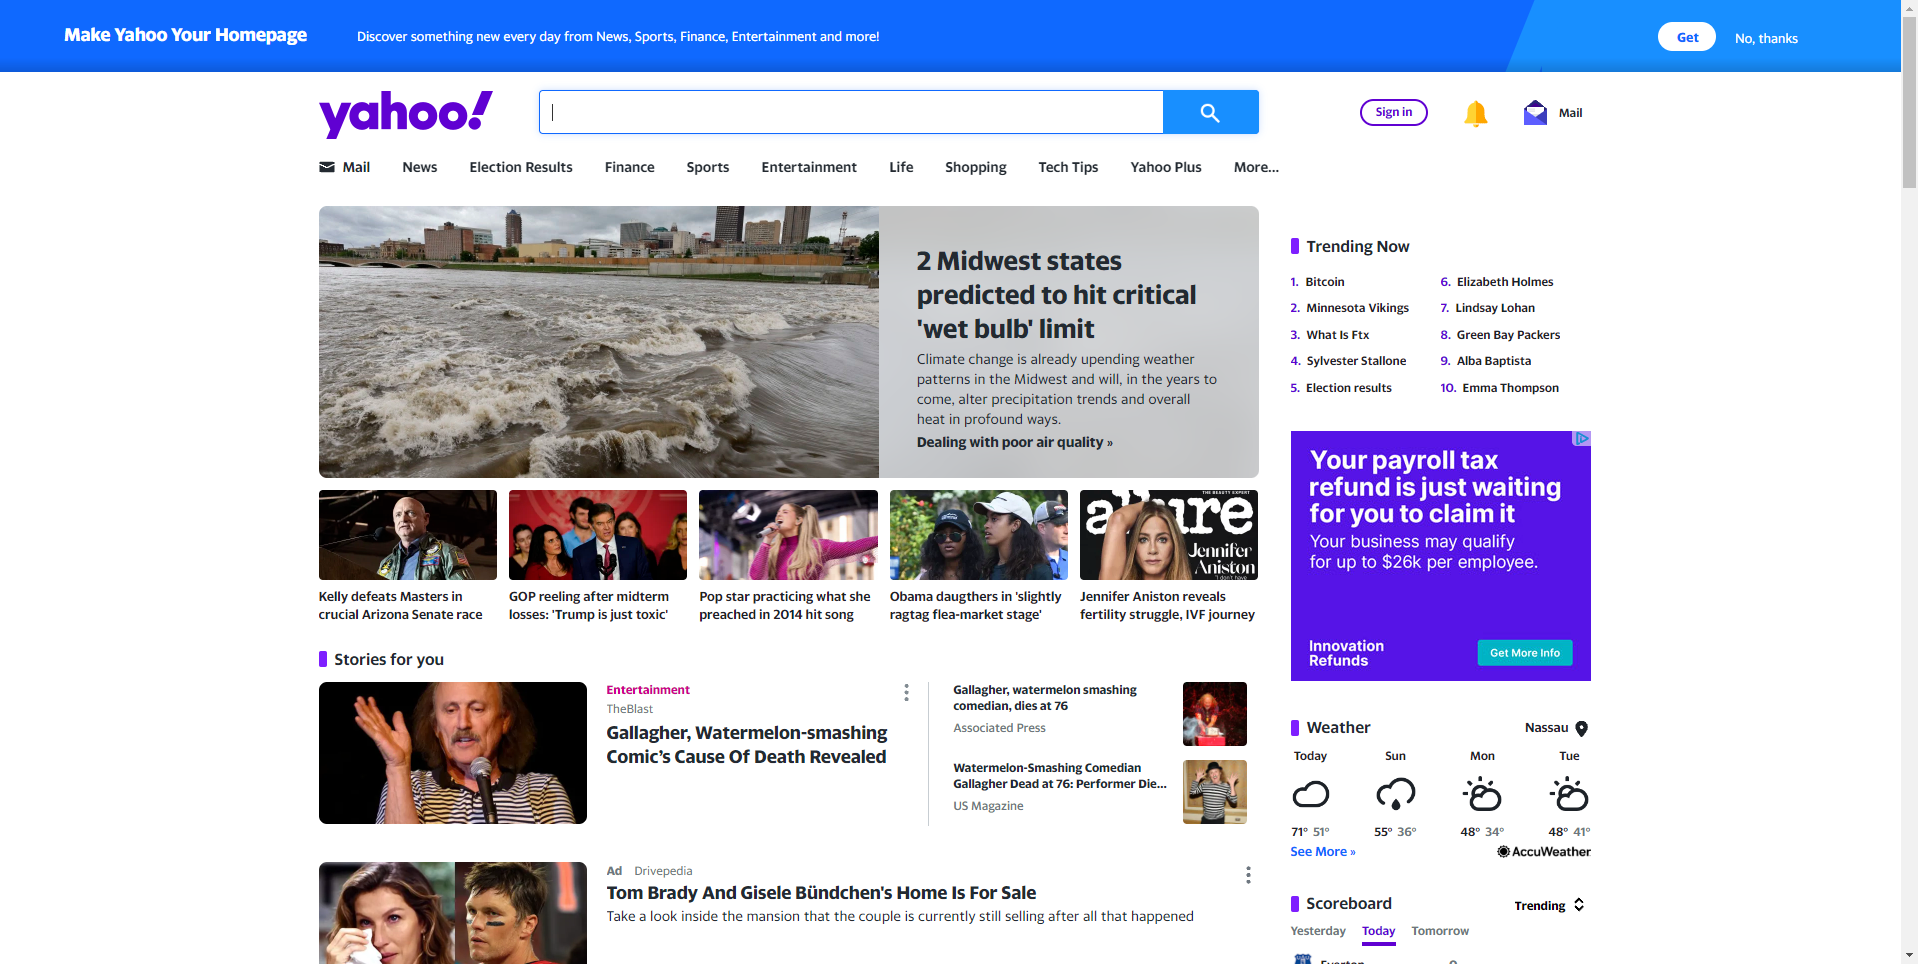 Make Yahoo Your Homepage
Discover something new every day from News, Sports, Finance, Entertainment and more!
Get
No, thanks
yahoo!
Sign in
Mail
Mail
News
Election Results
Finance
Sports
Entertainment
Life
Shopping
Tech Tips
Yahoo Plus
More...
2 Midwest states
predicted to hit critical
'wet bulb' limit
Climate change is already upending weather
patterns in the Midwest and will, in the years to
come, alter precipitation trends and overall
heat in profound ways.
Dealing with poor air quality »
Kelly defeats Masters in
crucial Arizona Senate race
GOP reeling after midterm
losses: 'Trump is just toxic'
Pop star practicing what she
preached in 2014 hit song
Obama daugthers in 'slightly
ragtag flea-market stage'
THE BEAUTY EXPERT
allure
Jennifer
Aniston
"I don't have
Jennifer Aniston reveals
fertility struggle, IVF journey
Stories for you
Entertainment
TheBlast
Gallagher, Watermelon-smashing
Comic's Cause Of Death Revealed
Gallagher, watermelon smashing
comedian, dies at 76
Associated Press
Watermelon-Smashing Comedian
Gallagher Dead at 76: Performer Die...
US Magazine
Ad Drivepedia
Tom Brady And Gisele Bündchen's Home Is For Sale
Take a look inside the mansion that the couple is currently still selling after all that happened
Trending Now
1. Bitcoin
2. Minnesota Vikings
3. What Is Ftx
4. Sylvester Stallone
5. Election results
6. Elizabeth Holmes
7. Lindsay Lohan
8. Green Bay Packers
9. Alba Baptista
10. Emma Thompson
Your payroll tax
refund is just waiting
for you to claim it
Your business may qualify
for up to $26k per employee.
Innovation
Refunds
Get More Info
Weather
Nassau
Today Sun Mon Tue
71° 51° 55° 36° 48° 34° 48° 41°
See More »
AccuWeather
Scoreboard
Trending
Yesterday Today Tomorrow
Everton